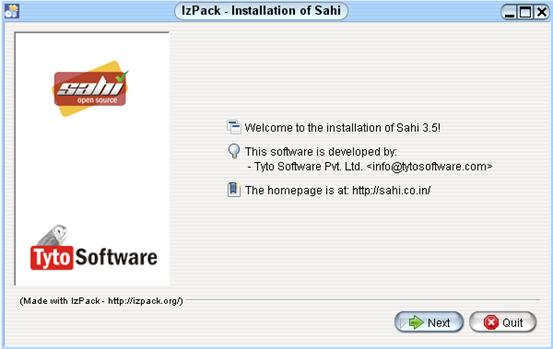 IzPack - Installation of Sahi
sahi
open source
Welcome to the installation of Sahi 3.5!
This software is developed by:
- Tyto Software Pvt. Ltd. <info@tytosoftware.com>
The homepage is at: http://sahi.co.in/
Tyto Software
(Made with IzPack - http://izpack.org/)
Next
Quit